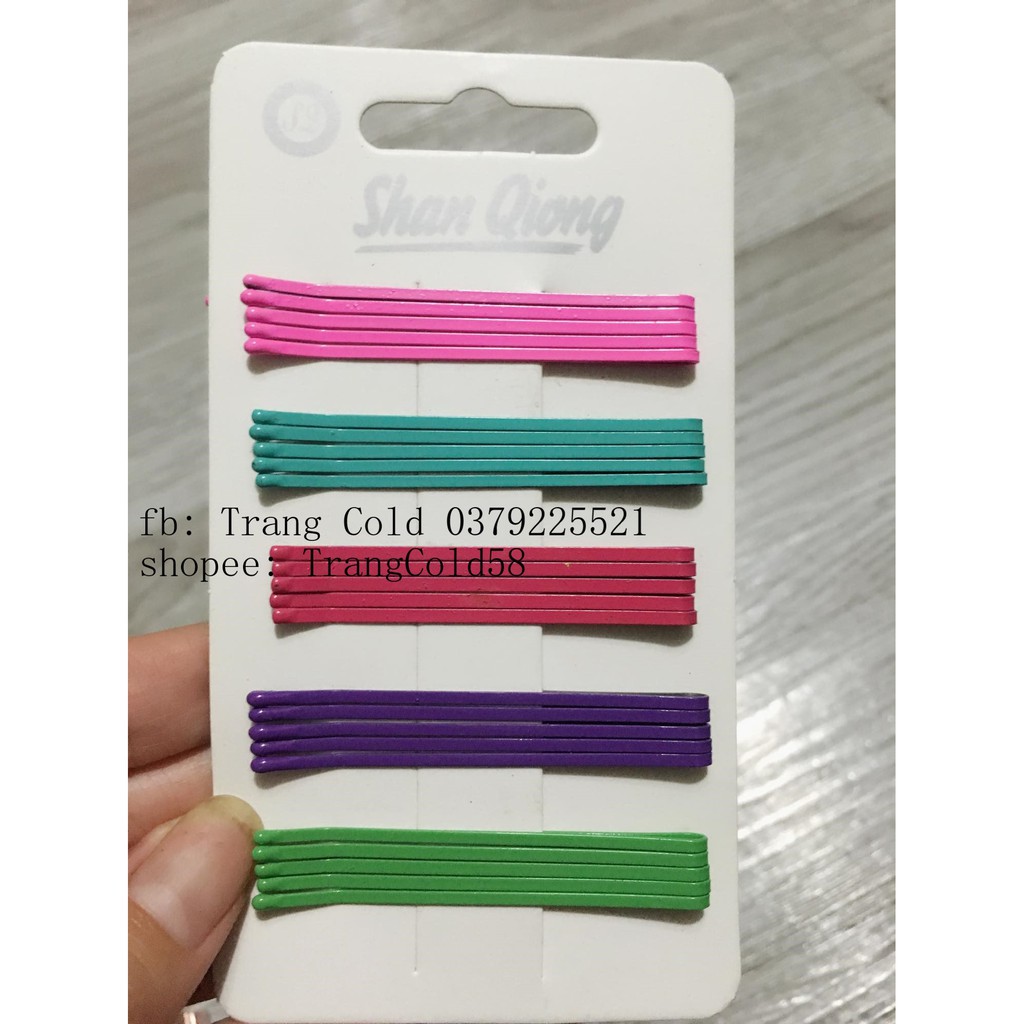 Shan Qiong
fb: Trang Cold 0379225521
shopee: TrangCold58